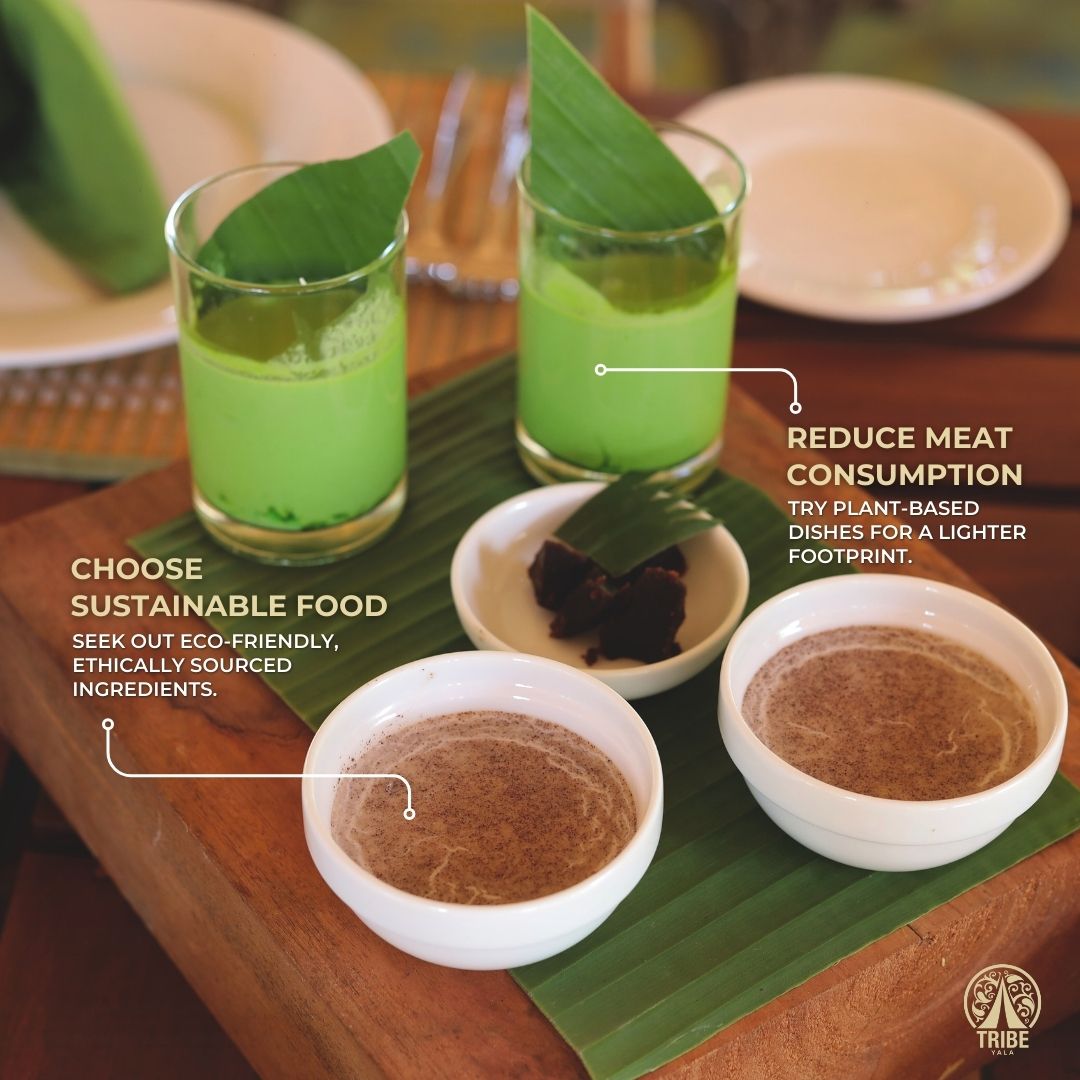 REDUCE MEAT
CONSUMPTION
TRY PLANT-BASED
DISHES FOR A LIGHTER
FOOTPRINT.
CHOOSE
SUSTAINABLE FOOD
SEEK OUT ECO-FRIENDLY,
ETHICALLY SOURCED
INGREDIENTS.
TRIBE
YALA